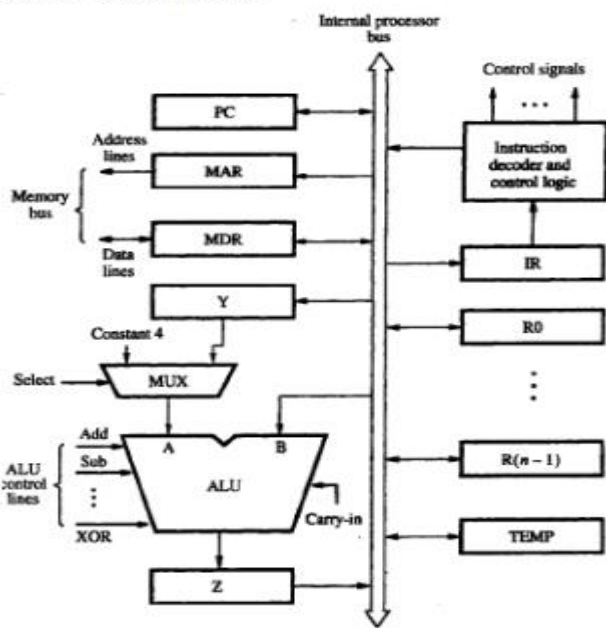 Internal processor
bus
Control signals
...
PC
Address
lines
MAR
Instruction
decoder and
control logic
Memory
bus
MDR
Data
lines
IR
Y
R0
Constant 4
Select
MUX
Add
A
B
Sub
ALU
control
lines
ALU
R(n − 1)
XOR
Carry-in
TEMP
Z